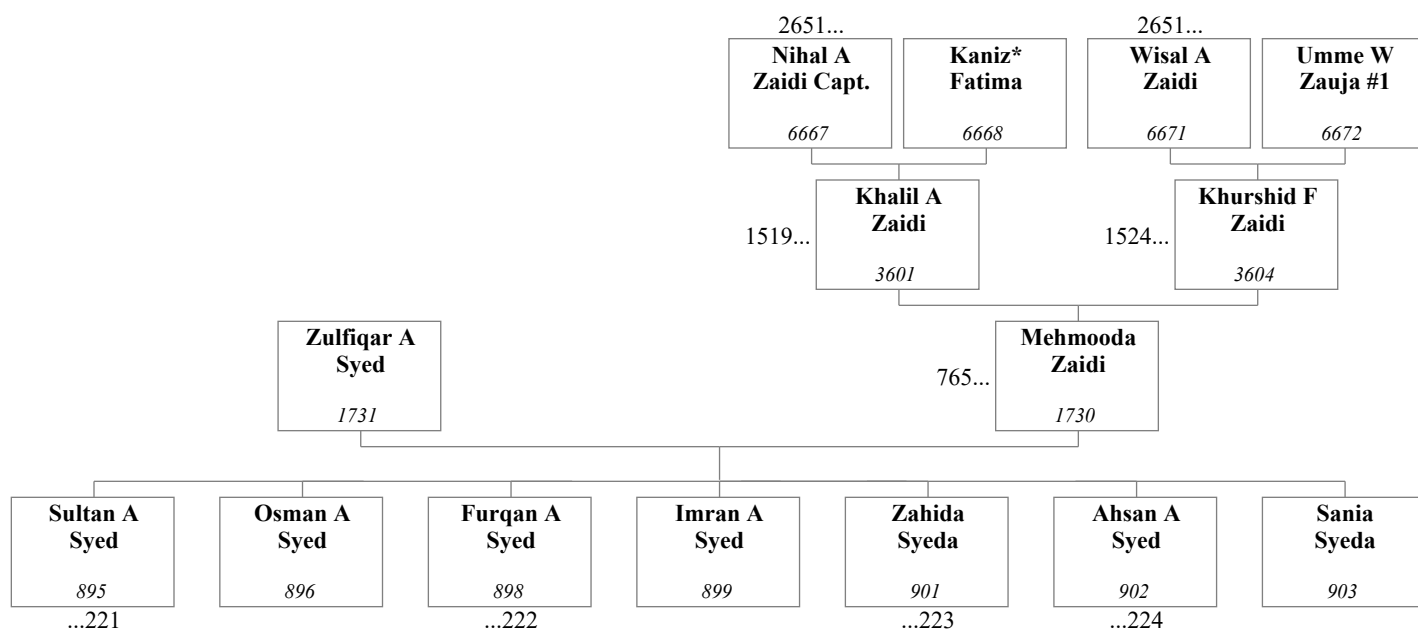 2651...
2651...
Nihal A
Zaidi Capt.
6667
Kaniz*
Fatima
6668
Wisal A
Zaidi
6671
Umme W
Zauja #1
6672
1519...
Khalil A
Zaidi
3601
1524...
Khurshid F
Zaidi
3604
Zulfiqar A
Syed
1731
765...
Mehmooda
Zaidi
1730
Sultan A
Syed
895
...221
Osman A
Syed
896
Furqan A
Syed
898
...222
Imran A
Syed
899
Zahida
Syeda
901
...223
Ahsan A
Syed
902
...224
Sania
Syeda
903